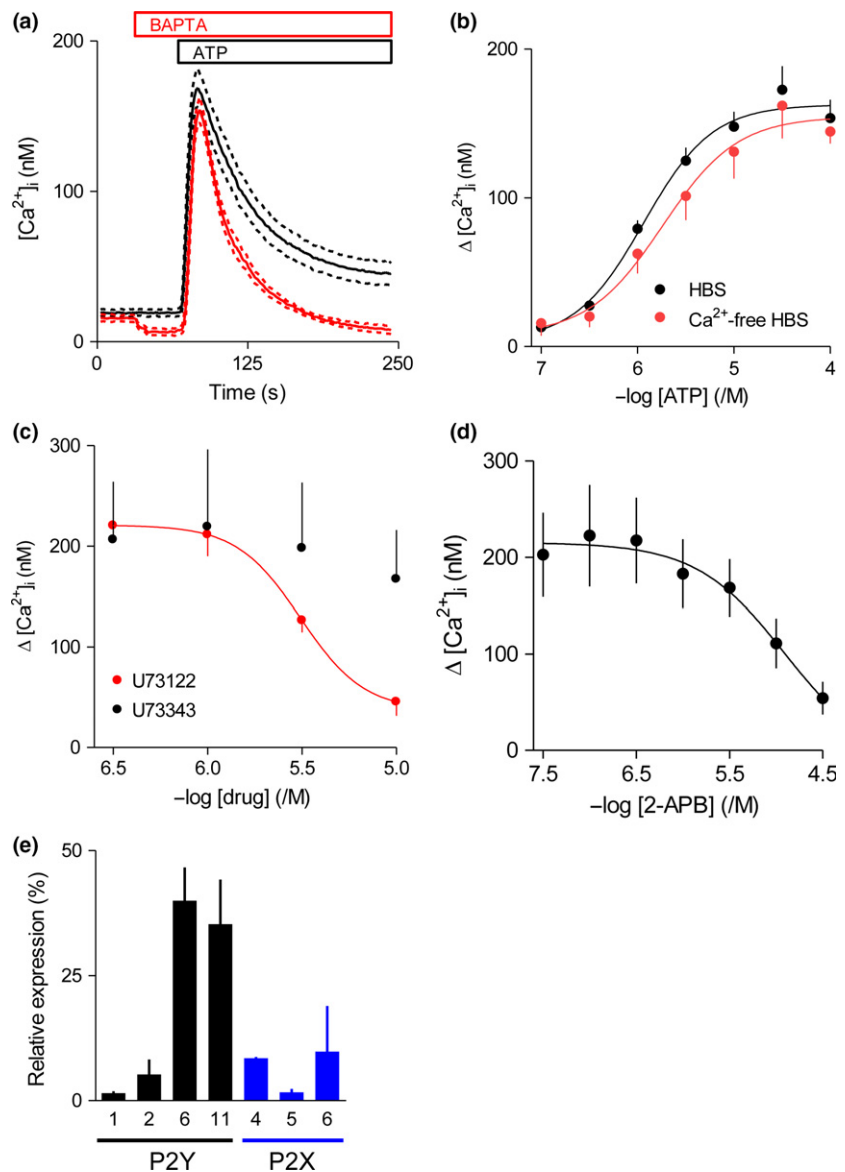 (a)
BAPTA
ATP
200
100
0
[Ca2+]i (nM)
0 125 250
Time (s)
(b)
200
100
0
Δ [Ca2+]i (nM)
HBS
Ca2+-free HBS
7 6 5 4
–log [ATP] (/M)
(c)
300
200
100
0
Δ [Ca2+]i (nM)
U73122
U73343
6.5 6.0 5.5 5.0
–log [drug] (/M)
(d)
300
200
100
0
Δ [Ca2+]i (nM)
7.5 6.5 5.5 4.5
–log [2-APB] (/M)
(e)
50
25
0
Relative expression (%)
1 2 6 11 4 5 6
P2Y P2X